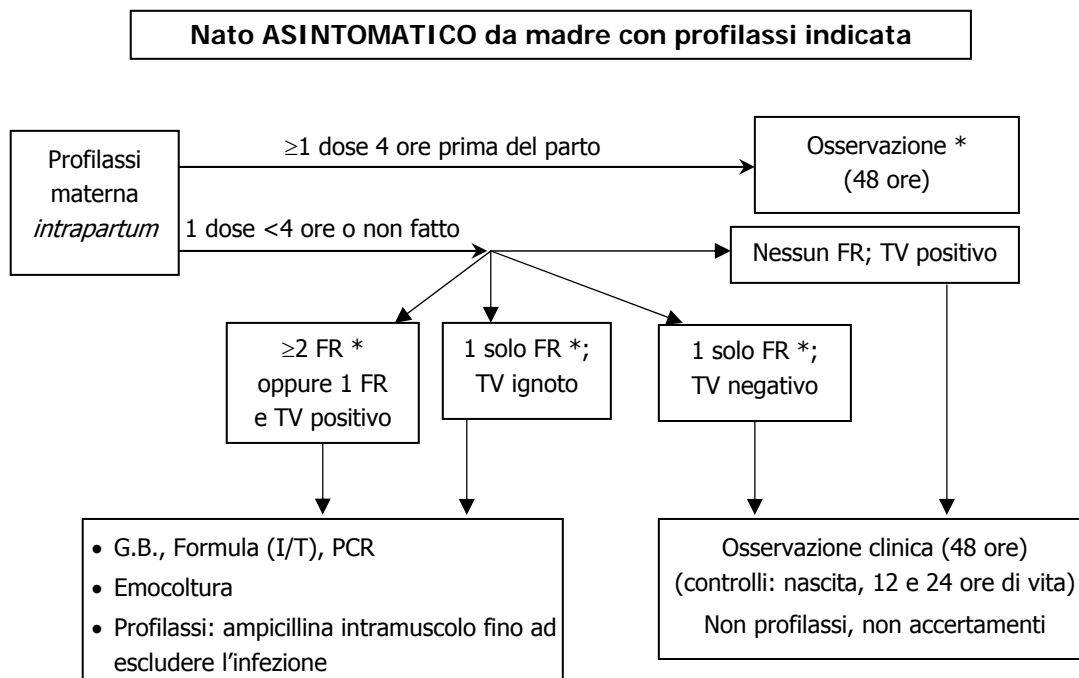 Nato ASINTOMATICO da madre con profilassi indicata
Profilassi
materna
intrapartum
≥1 dose 4 ore prima del parto
Osservazione *
(48 ore)
1 dose <4 ore o non fatto
Nessun FR; TV positivo
≥2 FR *
oppure 1 FR
e TV positivo
1 solo FR *;
TV ignoto
1 solo FR *;
TV negativo
• G.B., Formula (I/T), PCR
• Emocoltura
• Profilassi: ampicillina intramuscolo fino ad
escludere l'infezione
Osservazione clinica (48 ore)
(controlli: nascita, 12 e 24 ore di vita)
Non profilassi, non accertamenti